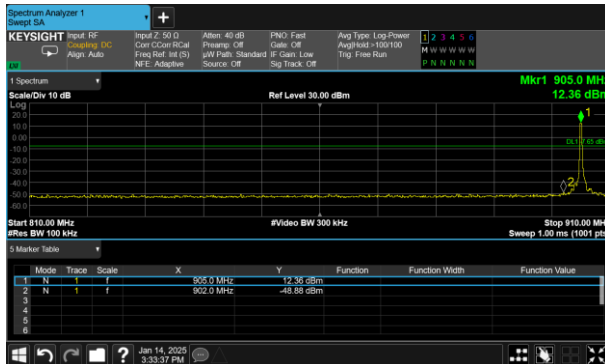 Spectrum Analyzer 1
Swept SA
+
KEYSIGHT Input: RF Input Z: 50 Ω Atten: 40 dB PNO: Fast Avg Type: Log-Power 1 2 3 4 5 6
Coupling: DC Corr CCorr RCal Preamp: Off Gate: Off Avg|Hold:>100/100 M W W W W W
Align: Auto Freq Ref: Int (S) µW Path: Standard IF Gain: Low Trig: Free Run
NFE: Adaptive Source: Off Sig Track: Off P N N N N N
1 Spectrum Mkr1 905.0 MHz
Scale/Div 10 dB Ref Level 30.00 dBm 12.36 dBm
Log
20.0 1
10.0
0.00
-10.0 DL1 -7.65 dBm
-20.0
-30.0
-40.0 2
-50.0
-60.0
Start 810.00 MHz #Video BW 300 kHz Stop 910.00 MHz
#Res BW 100 kHz Sweep 1.00 ms (1001 pts)
5 Marker Table
Mode Trace Scale X Y Function Function Width Function Value
1 N 1 f 905.0 MHz 12.36 dBm
2 N 1 f 902.0 MHz -48.88 dBm
3
4
5
6
? Jan 14, 2025
3:33:37 PM